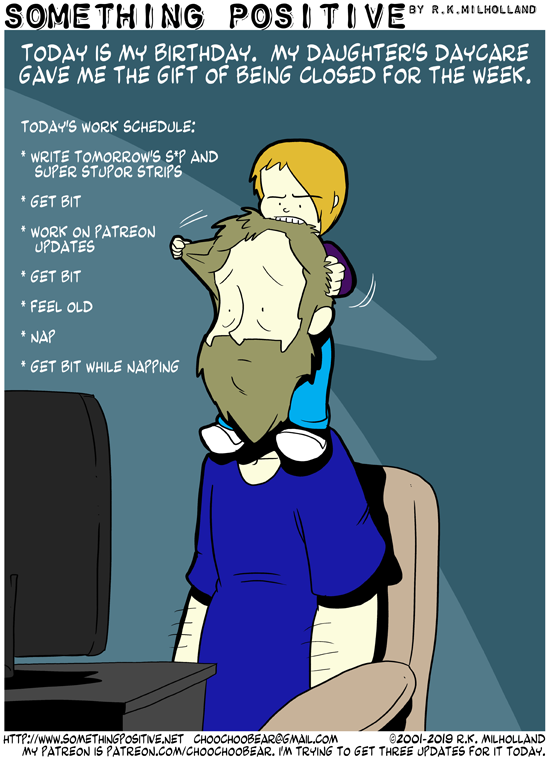 SOMETHING POSITIVE BY R.K.MILHOLLAND
TODAY IS MY BIRTHDAY. MY DAUGHTER'S DAYCARE
GAVE ME THE GIFT OF BEING CLOSED FOR THE WEEK.
TODAY'S WORK SCHEDULE:
* WRITE TOMORROW'S S*P AND
SUPER STUPOR STRIPS
* GET BIT
* WORK ON PATREON
UPDATES
* GET BIT
* FEEL OLD
* NAP
* GET BIT WHILE NAPPING
HTTP://WWW.SOMETHINGPOSITIVE.NET CHOOCHOOBEAR@GMAIL.COM ©2001-2019 R.K. MILHOLLAND
MY PATREON IS PATREON.COM/CHOOCHOOBEAR. I'M TRYING TO GET THREE UPDATES FOR IT TODAY.